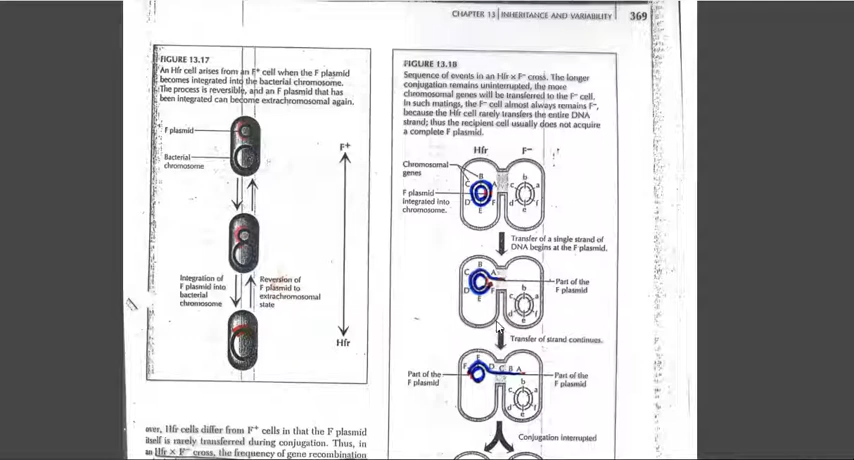 CHAPTER 13 | INHERITANCE AND VARIABILITY | 369
FIGURE 13.17
An Hfr cell arises from an F+ cell when the F plasmid
becomes integrated into the bacterial chromosome.
The process is reversible, and an F plasmid that has
been integrated can become extrachromosomal again.
F plasmid
Bacterial
chromosome
F+
Integration of
F plasmid into
bacterial
chromosome
Reversion of
F plasmid to
extrachromosomal
state
Hfr
over, Hfr cells differ from F+ cells in that the F plasmid
itself is rarely transferred during conjugation. Thus, in
an Hfr × F− cross, the frequency of gene recombination
FIGURE 13.18
Sequence of events in an Hfr x F− cross. The longer
conjugation remains uninterrupted, the more
chromosomal genes will be transferred to the F− cell.
In such matings, the F− cell almost always remains F−,
because the Hfr cell rarely transfers the entire DNA
strand; thus the recipient cell usually does not acquire
a complete F plasmid.
Hfr F−
Chromosomal
genes
F plasmid
integrated into
chromosome.
B
C A
D F
E
b
c a
d f
e
Transfer of a single strand of
DNA begins at the F plasmid.
B
C A
D F
E
Part of the
F plasmid
b
c a
d f
e
Transfer of strand continues.
E
F D C B A
Part of the
F plasmid
Part of the
F plasmid
b
c a
d f
e
Conjugation interrupted